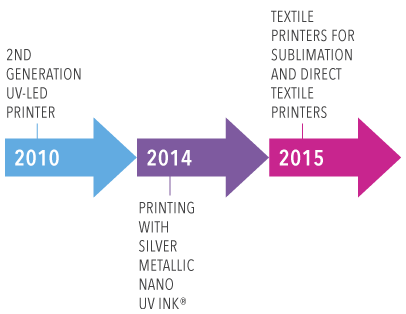 2ND
GENERATION
UV-LED
PRINTER
2010
2014
PRINTING
WITH
SILVER
METALLIC
NANO
UV INK®
TEXTILE
PRINTERS FOR
SUBLIMATION
AND DIRECT
TEXTILE
PRINTERS
2015